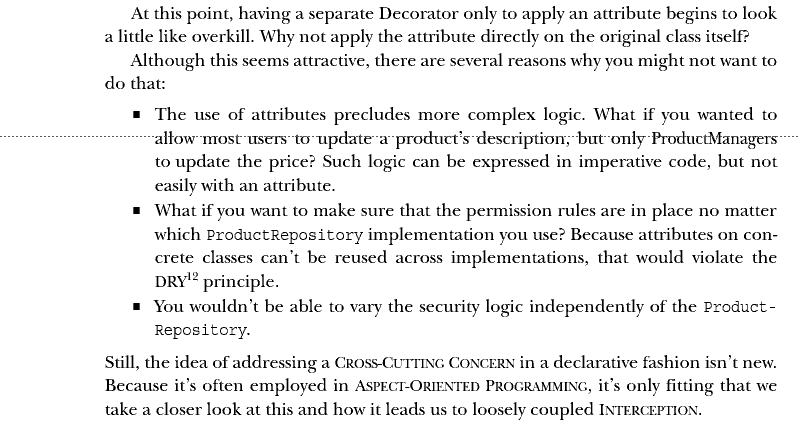 At this point, having a separate Decorator only to apply an attribute begins to look
a little like overkill. Why not apply the attribute directly on the original class itself?
Although this seems attractive, there are several reasons why you might not want to
do that:
■ The use of attributes precludes more complex logic. What if you wanted to
allow most users to update a product's description, but only ProductManagers
to update the price? Such logic can be expressed in imperative code, but not
easily with an attribute.
■ What if you want to make sure that the permission rules are in place no matter
which ProductRepository implementation you use? Because attributes on con-
crete classes can't be reused across implementations, that would violate the
DRY¹² principle.
■ You wouldn't be able to vary the security logic independently of the Product-
Repository.
Still, the idea of addressing a CROSS-CUTTING CONCERN in a declarative fashion isn't new.
Because it's often employed in ASPECT-ORIENTED PROGRAMMING, it's only fitting that we
take a closer look at this and how it leads us to loosely coupled INTERCEPTION.